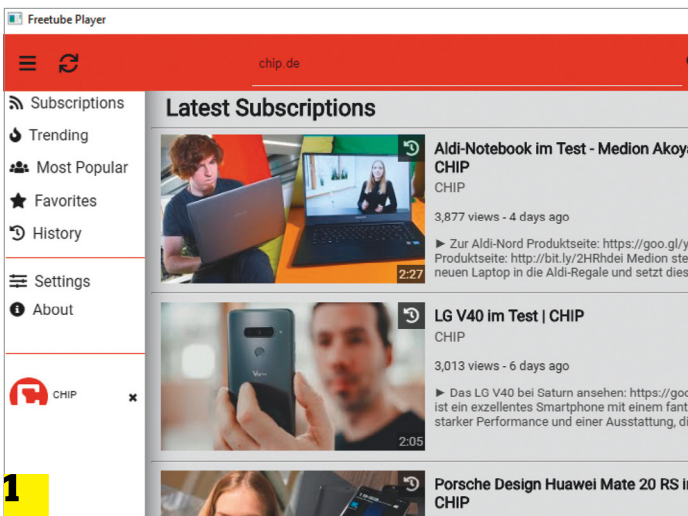 Freetube Player
chip.de
Subscriptions
Trending
Most Popular
Favorites
History
Settings
About
CHIP
1
Latest Subscriptions
2:27
Aldi-Notebook im Test - Medion Akoya
CHIP
CHIP
3,877 views - 4 days ago
► Zur Aldi-Nord Produktseite: https://goo.gl/y
Produktseite: http://bit.ly/2HRhdei Medion ste
neuen Laptop in die Aldi-Regale und setzt dies
2:05
LG V40 im Test | CHIP
CHIP
3,013 views - 6 days ago
► Das LG V40 bei Saturn ansehen: https://goo
ist ein exzellentes Smartphone mit einem fant
starker Performance und einer Ausstattung, di
Porsche Design Huawei Mate 20 RS i
CHIP